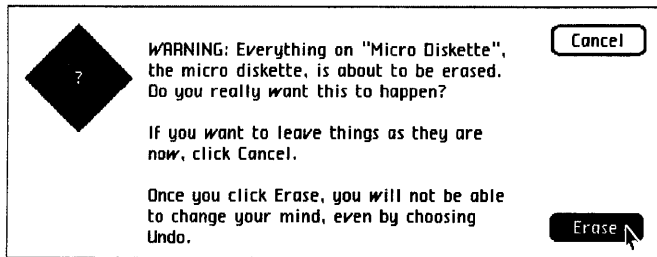 ?
WARNING: Everything on "Micro Diskette",
the micro diskette, is about to be erased.
Do you really want this to happen?
If you want to leave things as they are
now, click Cancel.
Once you click Erase, you will not be able
to change your mind, even by choosing
Undo.
Cancel
Erase